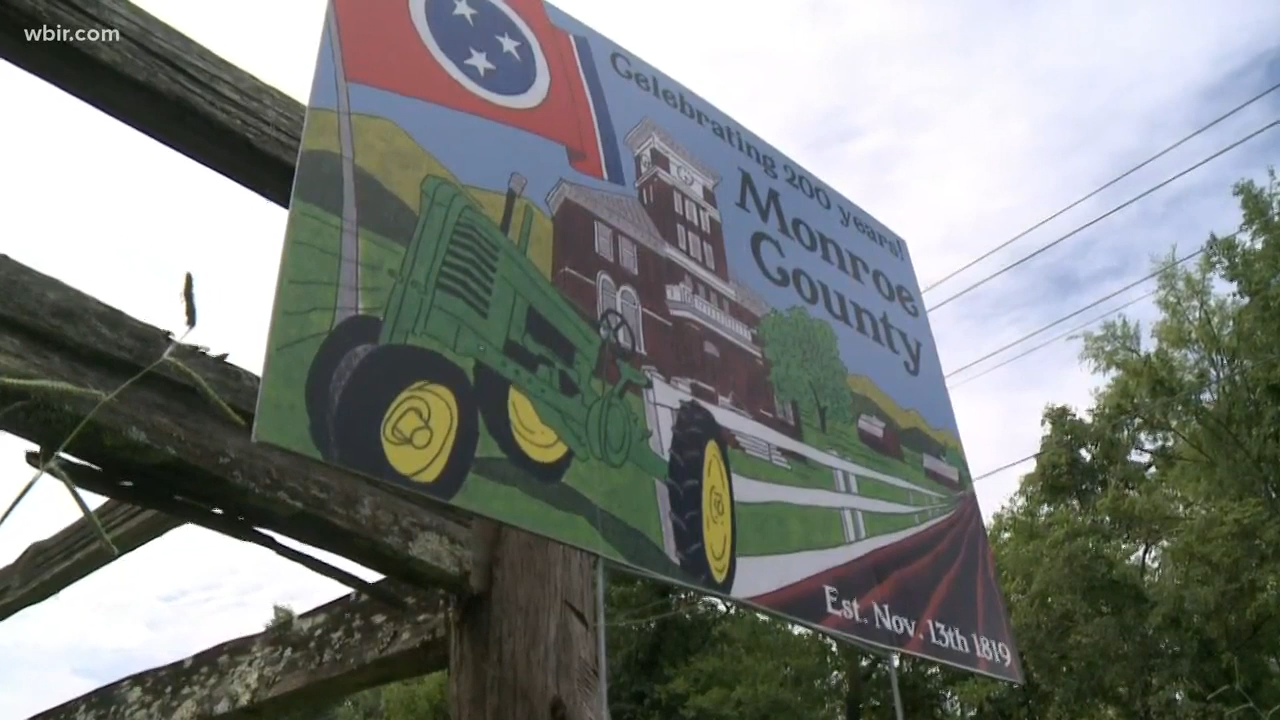 wbir.com
Celebrating 200 years!
Monroe
County
Est. Nov. 13th 1819